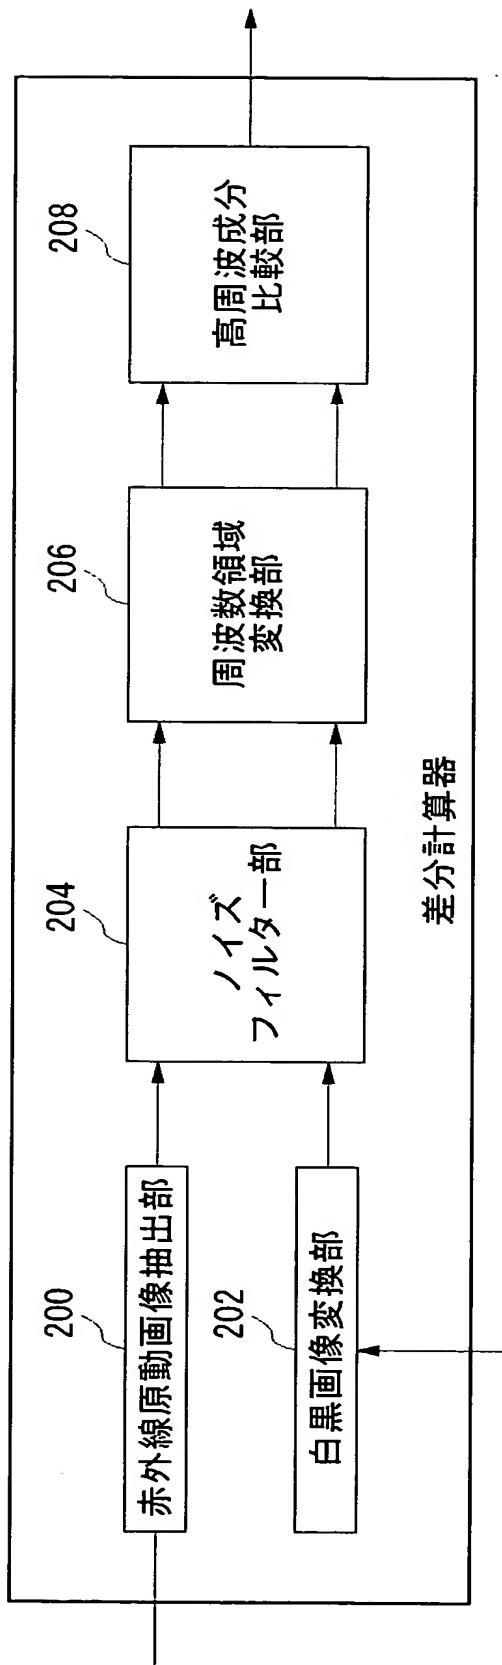 200
赤外線原動画像抽出部
202
白黒画像変換部
204
ノイズ
フィルター部
206
周波数領域
変換部
208
高周波成分
比較部
差分計算器